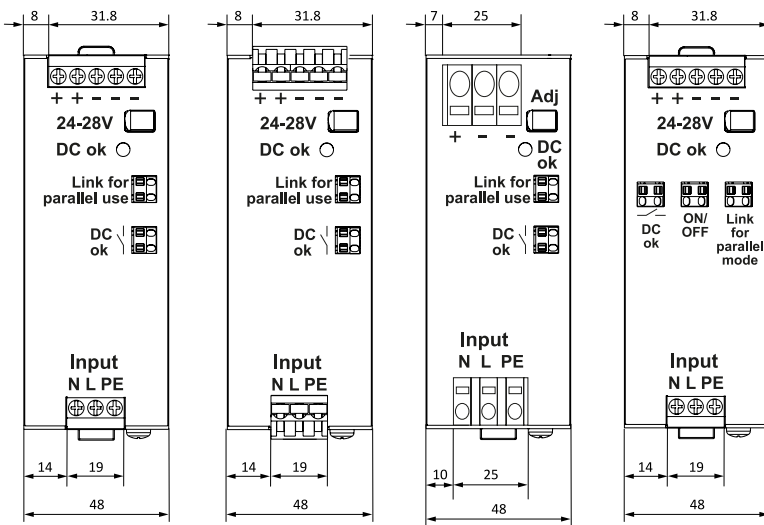 8 31.8
+ + - - -
24-28V
DC ok
Link for
parallel use
DC
ok
Input
N L PE
14 19
48
8 31.8
+ + - - -
24-28V
DC ok
Link for
parallel use
DC
ok
Input
N L PE
14 19
48
7 25
Adj
+ - -
DC
ok
Link for
parallel use
DC
ok
Input
N L PE
10 25
48
8 31.8
+ + - - -
24-28V
DC ok
DC
ok
ON/
OFF
Link
for
parallel
mode
Input
N L PE
14 19
48